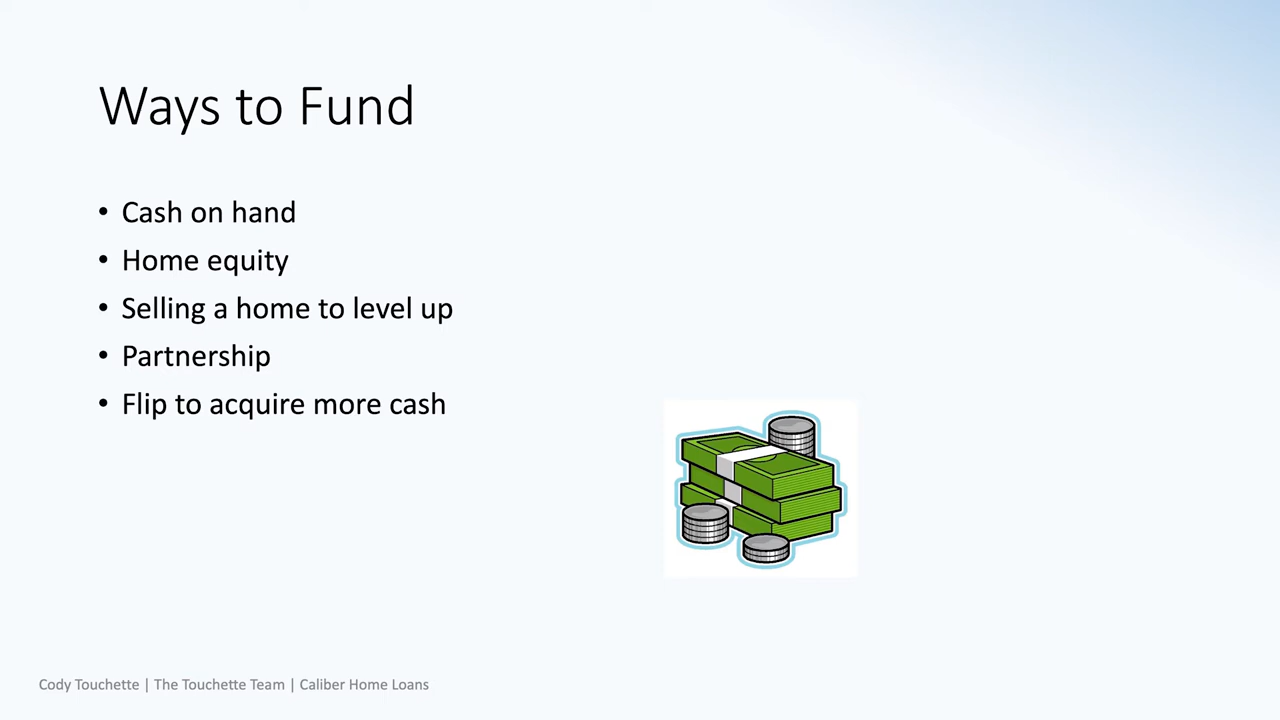 Ways to Fund
• Cash on hand
• Home equity
• Selling a home to level up
• Partnership
• Flip to acquire more cash
Cody Touchette | The Touchette Team | Caliber Home Loans